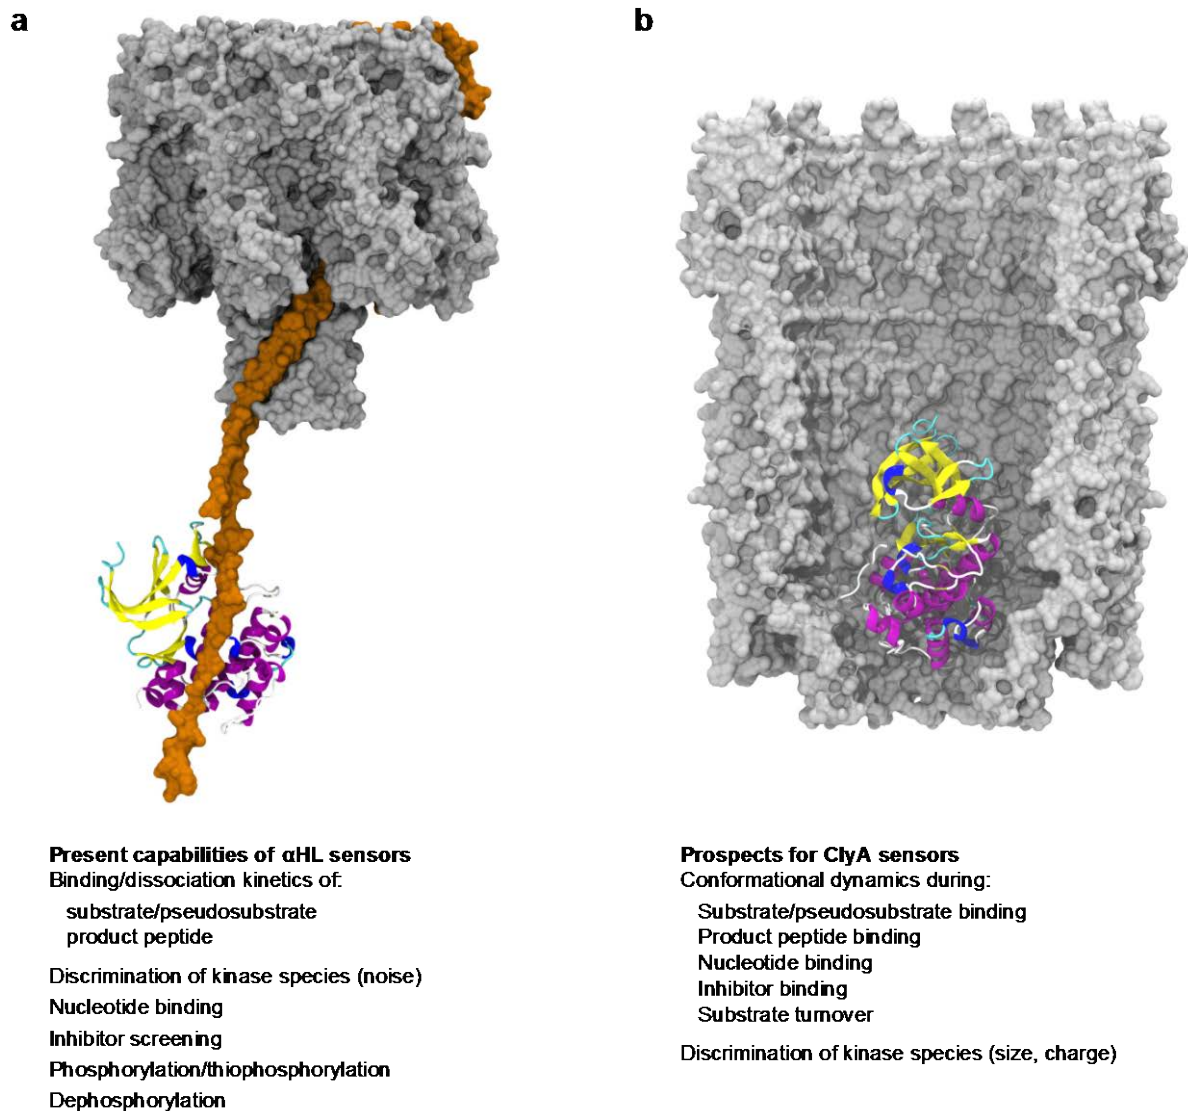 a
b
Present capabilities of αHL sensors
Binding/dissociation kinetics of:
substrate/pseudosubstrate
product peptide
Discrimination of kinase species (noise)
Nucleotide binding
Inhibitor screening
Phosphorylation/thiophosphorylation
Dephosphorylation
Prospects for ClyA sensors
Conformational dynamics during:
Substrate/pseudosubstrate binding
Product peptide binding
Nucleotide binding
Inhibitor binding
Substrate turnover
Discrimination of kinase species (size, charge)